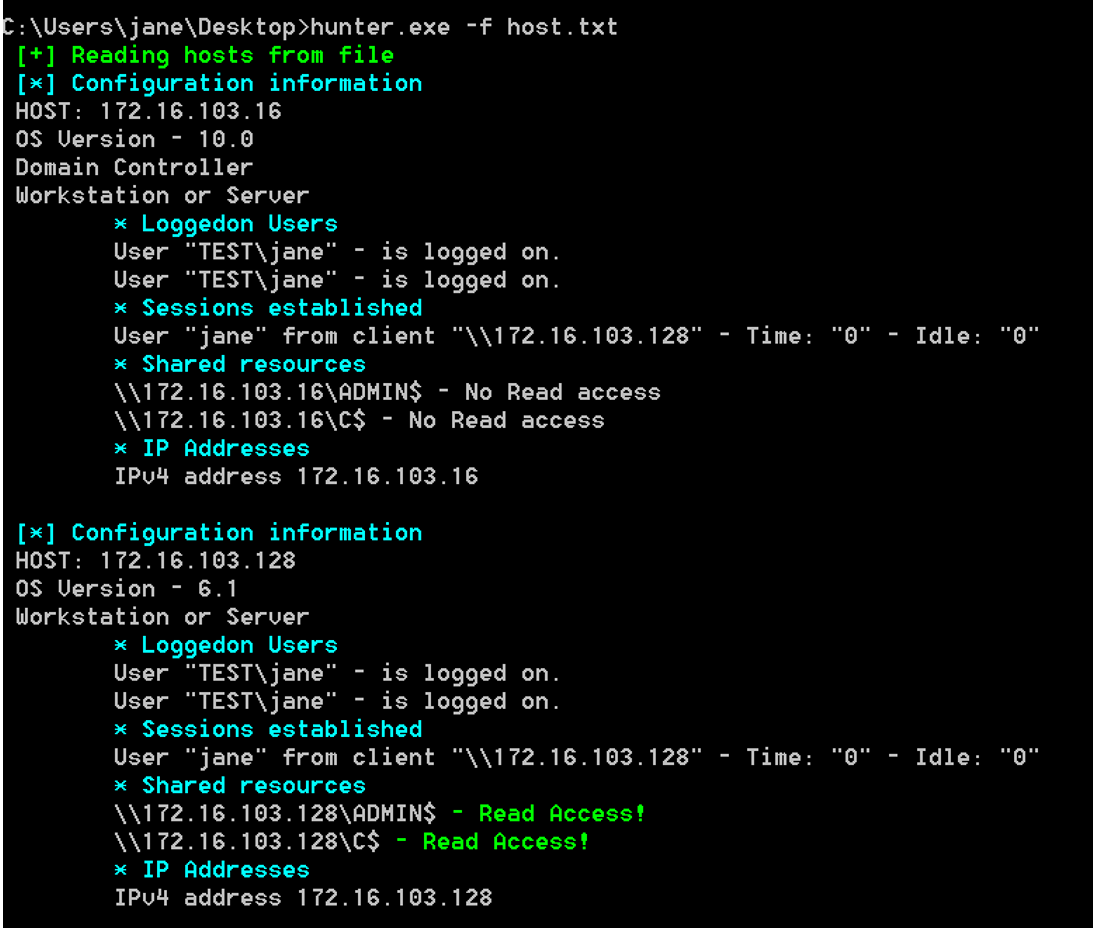 C:\Users\jane\Desktop>hunter.exe -f host.txt
[+] Reading hosts from file
[*] Configuration information
HOST: 172.16.103.16
OS Version - 10.0
Domain Controller
Workstation or Server
* Loggedon Users
User "TEST\jane" - is logged on.
User "TEST\jane" - is logged on.
* Sessions established
User "jane" from client "\\172.16.103.128" - Time: "0" - Idle: "0"
* Shared resources
\\172.16.103.16\ADMIN$ - No Read access
\\172.16.103.16\C$ - No Read access
* IP Addresses
IPv4 address 172.16.103.16
[*] Configuration information
HOST: 172.16.103.128
OS Version - 6.1
Workstation or Server
* Loggedon Users
User "TEST\jane" - is logged on.
User "TEST\jane" - is logged on.
* Sessions established
User "jane" from client "\\172.16.103.128" - Time: "0" - Idle: "0"
* Shared resources
\\172.16.103.128\ADMIN$ - Read Access!
\\172.16.103.128\C$ - Read Access!
* IP Addresses
IPv4 address 172.16.103.128